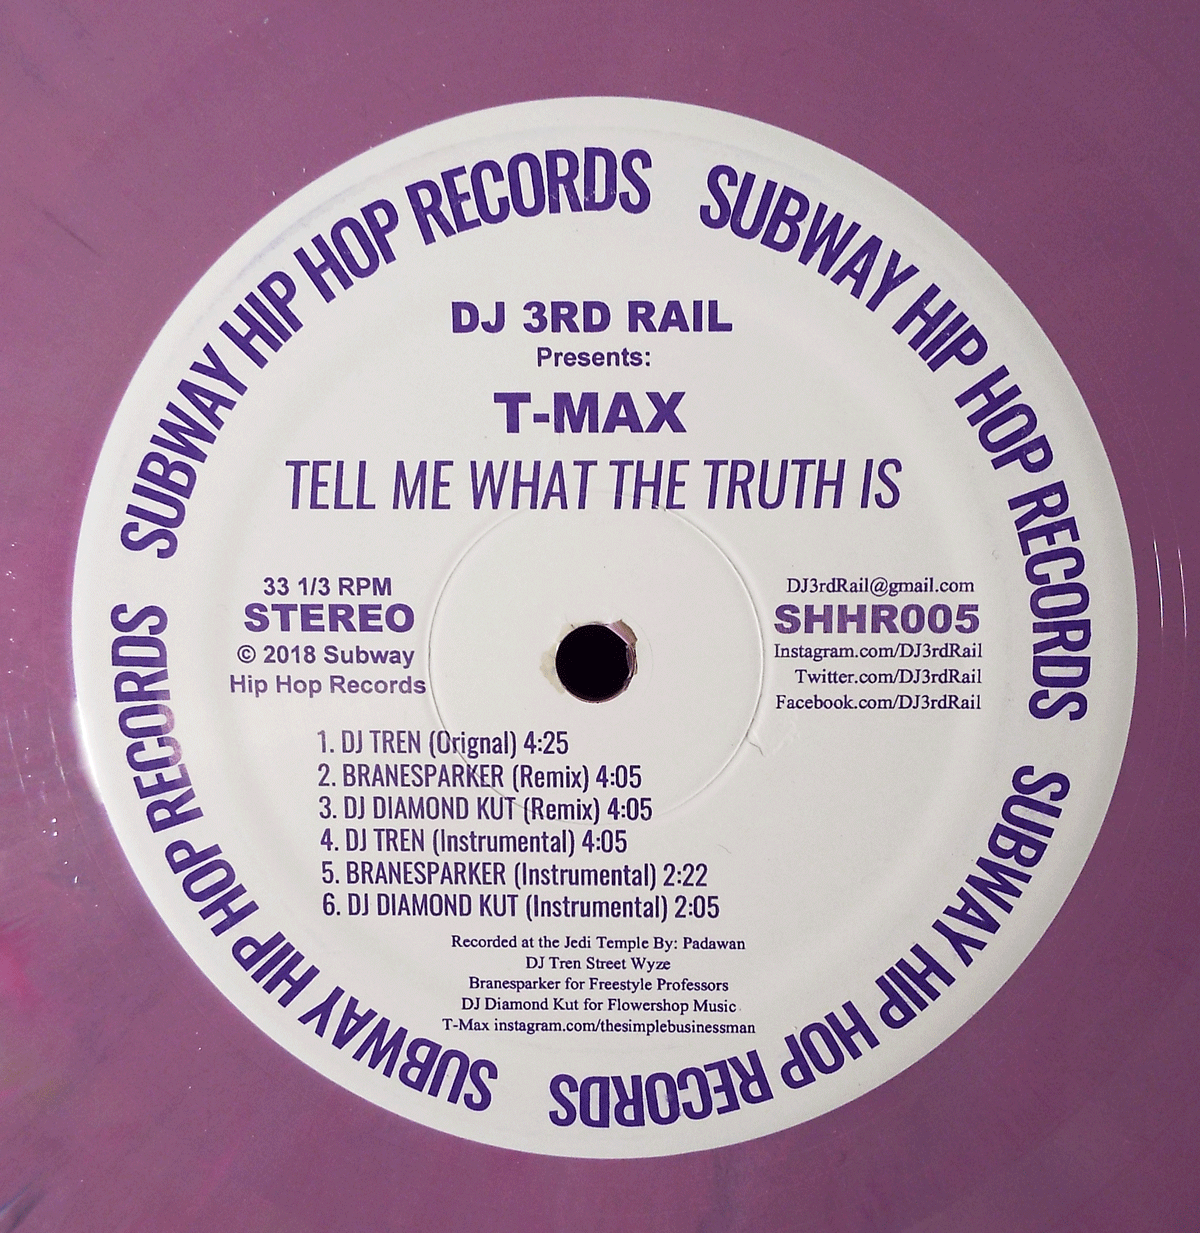 SUBWAY HIP HOP RECORDS
SUBWAY HIP HOP RECORDS
SUBWAY HIP HOP RECORDS
SUBWAY HIP HOP RECORDS
DJ 3RD RAIL
Presents:
T-MAX
TELL ME WHAT THE TRUTH IS
33 1/3 RPM
STEREO
© 2018 Subway
Hip Hop Records
DJ3rdRail@gmail.com
SHHR005
Instagram.com/DJ3rdRail
Twitter.com/DJ3rdRail
Facebook.com/DJ3rdRail
1. DJ TREN (Orignal) 4:25
2. BRANESPARKER (Remix) 4:05
3. DJ DIAMOND KUT (Remix) 4:05
4. DJ TREN (Instrumental) 4:05
5. BRANESPARKER (Instrumental) 2:22
6. DJ DIAMOND KUT (Instrumental) 2:05
Recorded at the Jedi Temple By: Padawan
DJ Tren Street Wyze
Branesparker for Freestyle Professors
DJ Diamond Kut for Flowershop Music
T-Max instagram.com/thesimplebusinessman